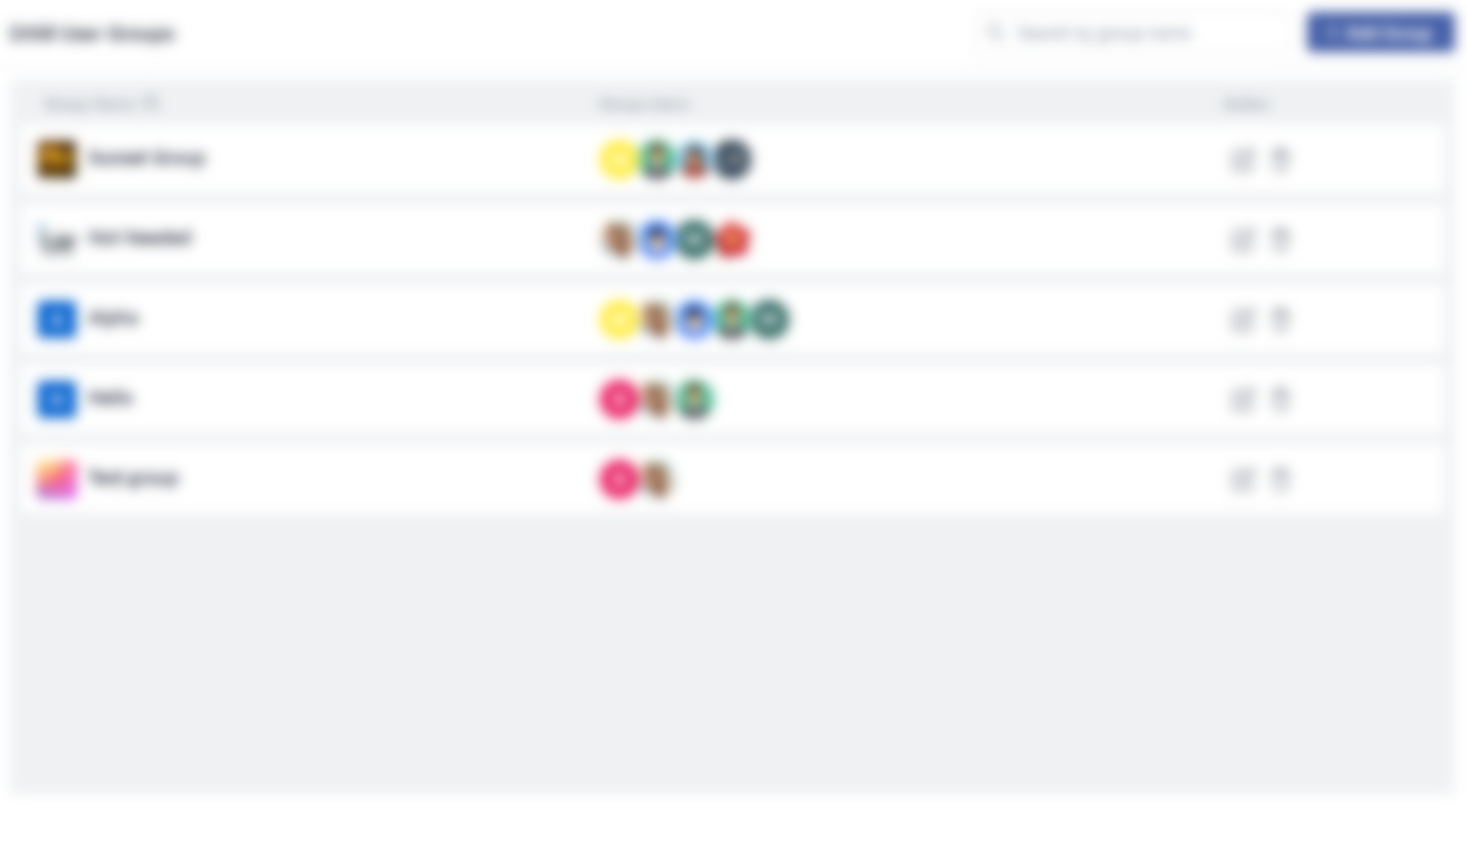 User Groups
Search by group name
Add Group
Group Name
Group Users
Action
Sunset Group
Not Needed
Alpha
Hello
Test group